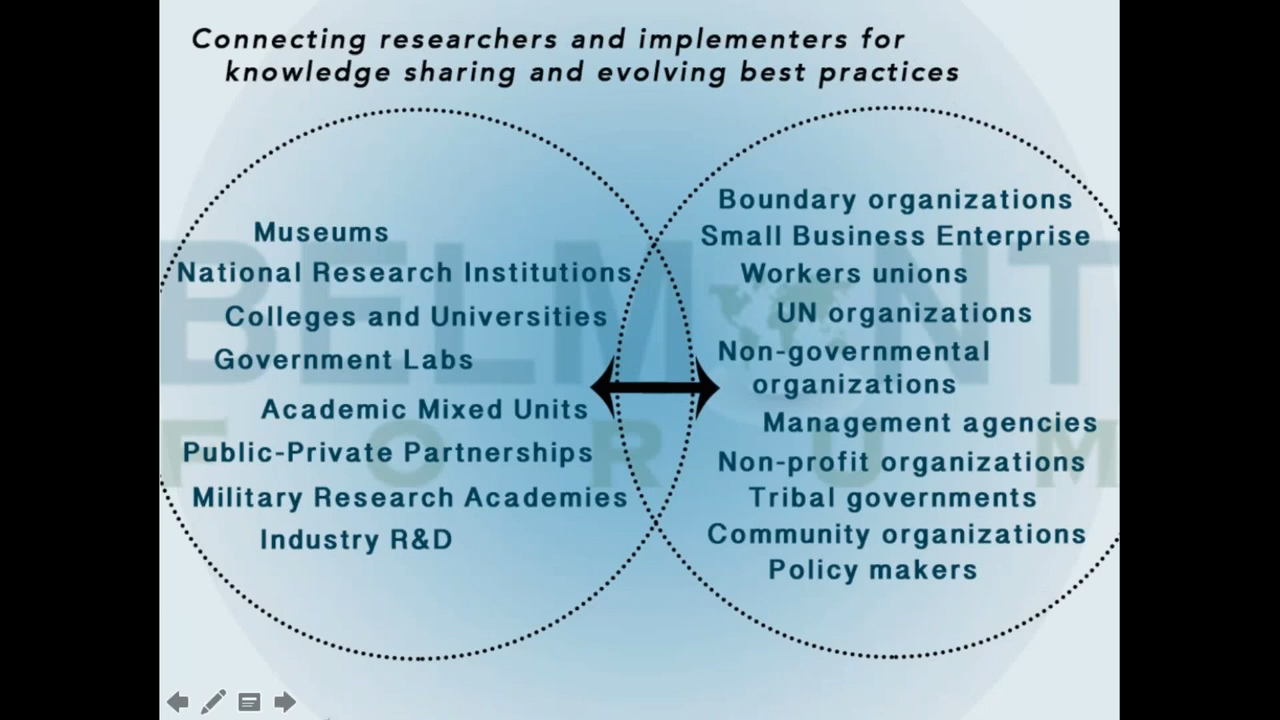 Connecting researchers and implementers for
knowledge sharing and evolving best practices
Museums
National Research Institutions
Colleges and Universities
Government Labs
Academic Mixed Units
Public-Private Partnerships
Military Research Academies
Industry R&D
Boundary organizations
Small Business Enterprise
Workers unions
UN organizations
Non-governmental
organizations
Management agencies
Non-profit organizations
Tribal governments
Community organizations
Policy makers
BELMONT
FORUM